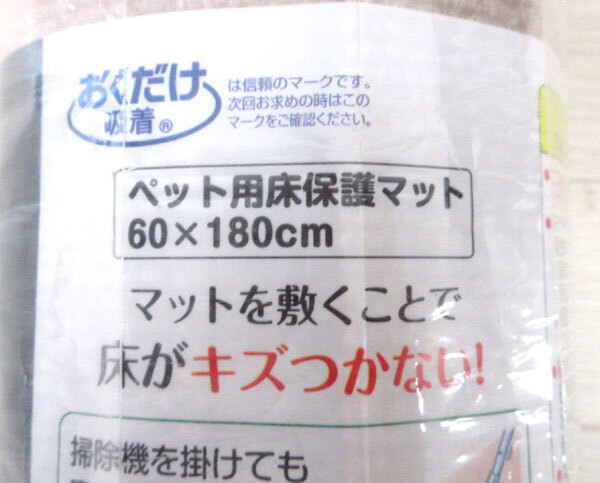 おくだけ
吸着®
は信頼のマークです。
次回お求めの時はこの
マークをご確認ください。
ペット用床保護マット
60×180cm
マットを敷くことで
床がキズつかない!
掃除機を掛けても